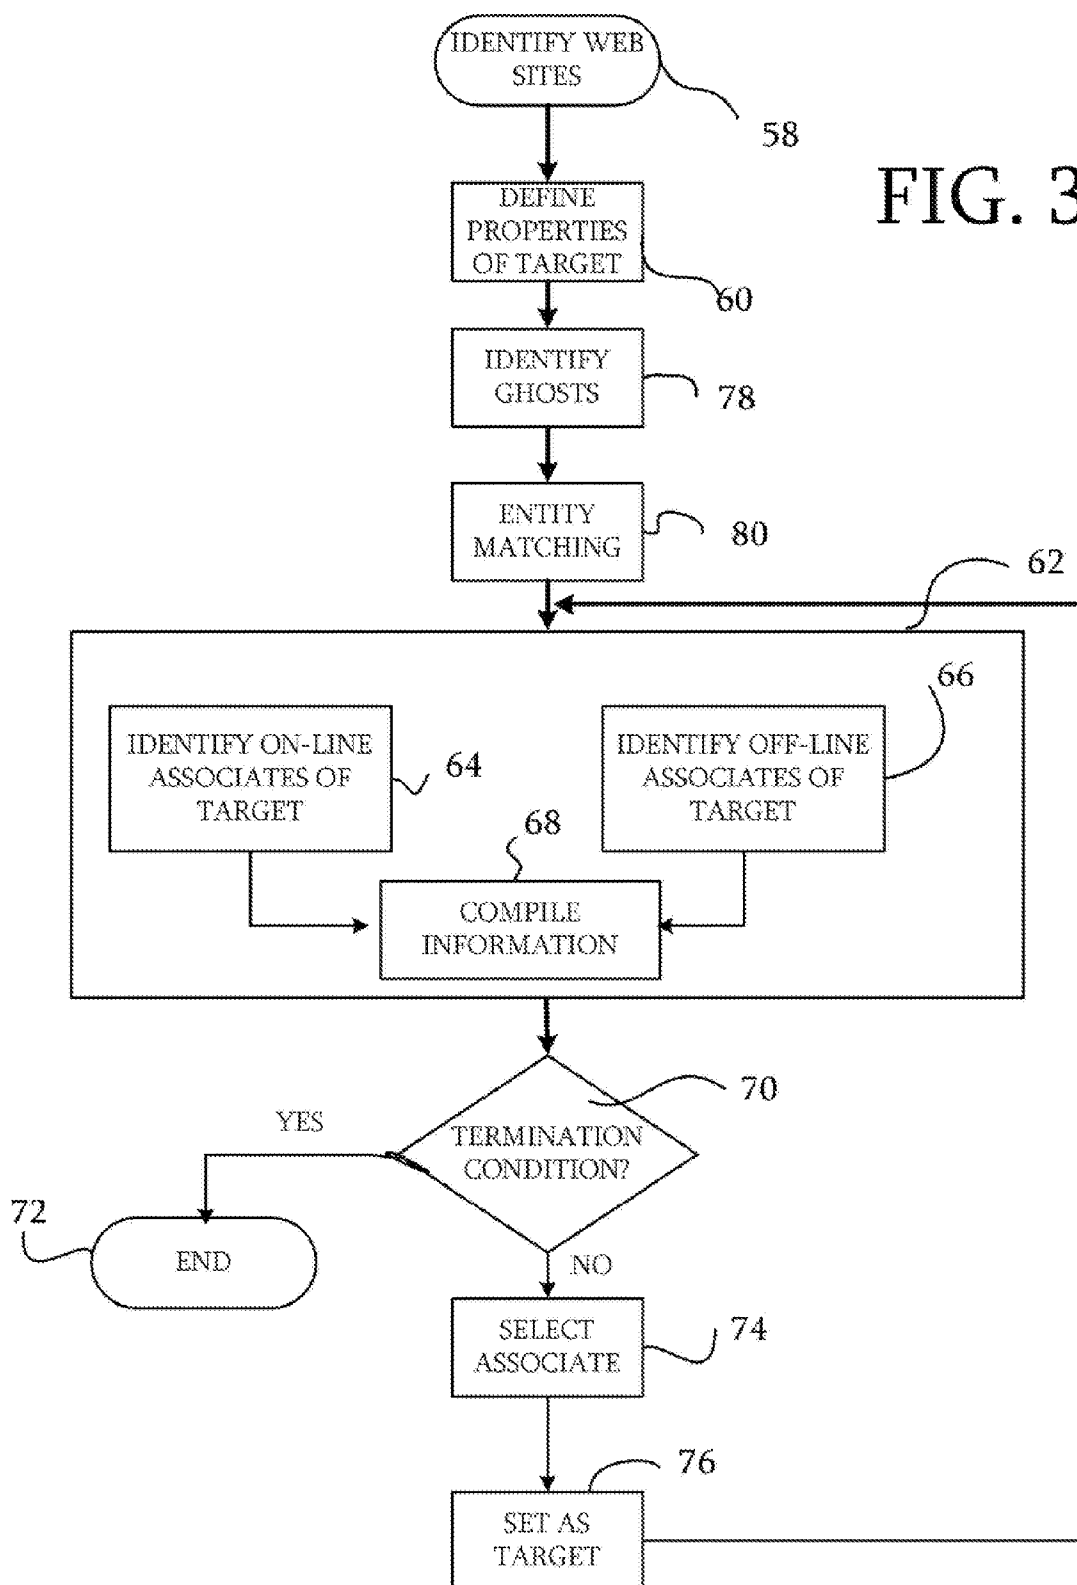 IDENTIFY WEB
SITES
58
FIG. 3
DEFINE
PROPERTIES
OF TARGET
60
IDENTIFY
GHOSTS
78
ENTITY
MATCHING
80
62
66
IDENTIFY ON-LINE
ASSOCIATES OF
TARGET
64
IDENTIFY OFF-LINE
ASSOCIATES OF
TARGET
68
COMPILE
INFORMATION
70
YES
TERMINATION
CONDITION?
72
END
NO
SELECT
ASSOCIATE
74
76
SET AS
TARGET